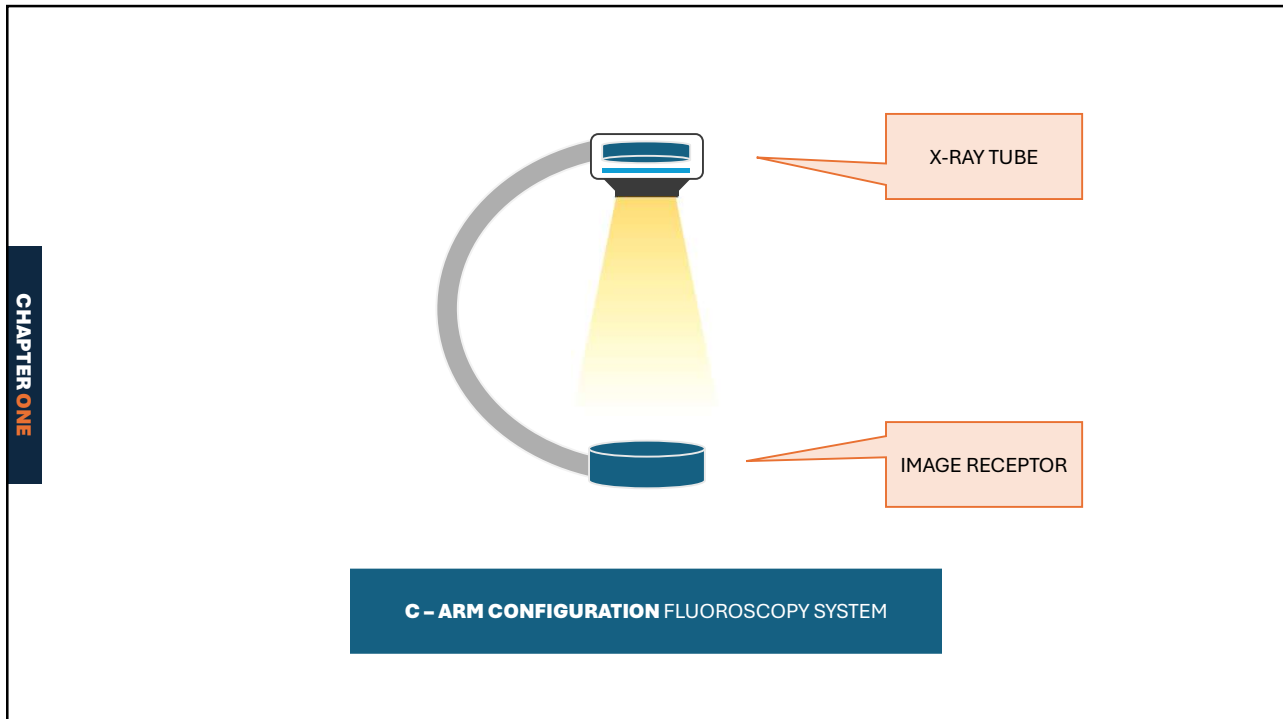 CHAPTER ONE
X-RAY TUBE
IMAGE RECEPTOR
C – ARM CONFIGURATION FLUOROSCOPY SYSTEM